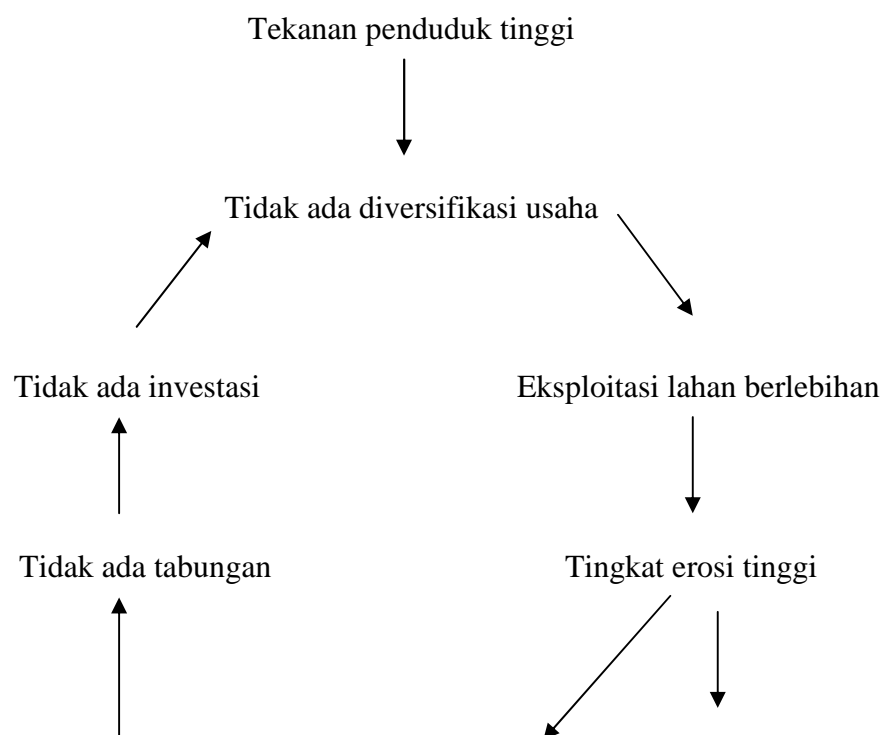 Tekanan penduduk tinggi
Tidak ada diversifikasi usaha
Tidak ada investasi
Eksploitasi lahan berlebihan
Tidak ada tabungan
Tingkat erosi tinggi